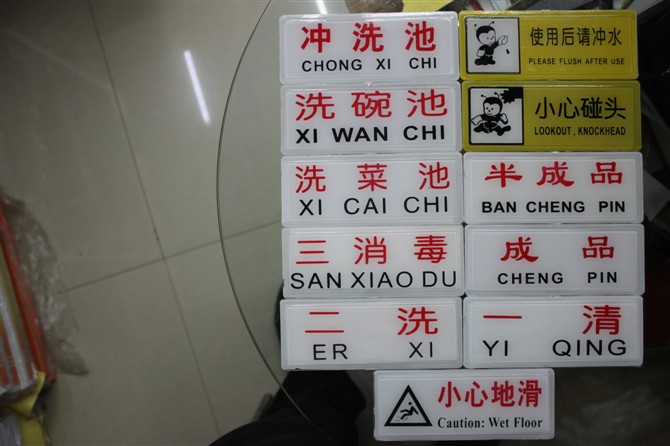 冲洗池
CHONG XI CHI
使用后请冲水
PLEASE FLUSH AFTER USE
洗碗池
XI WAN CHI
小心碰头
LOOKOUT, KNOCKHEAD
洗菜池
XI CAI CHI
半成品
BAN CHENG PIN
三消毒
SAN XIAO DU
成品
CHENG PIN
二洗
ER XI
一清
YI QING
小心地滑
Caution: Wet Floor